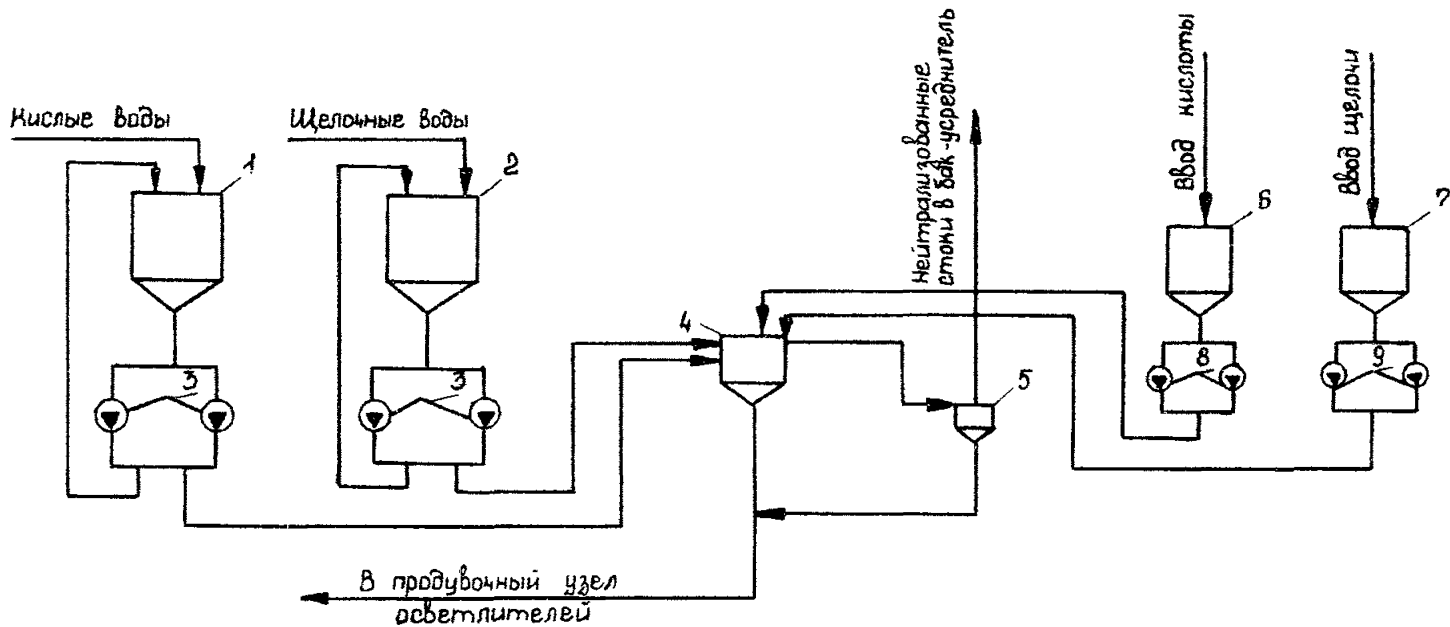 Кислые воды
1
Щелочные воды
2
3
3
4
5
Нейтрализованные
стоки в бак-усреднитель
Ввод кислоты
6
Ввод щелочи
7
8
9
В продувочный узел
осветлителей